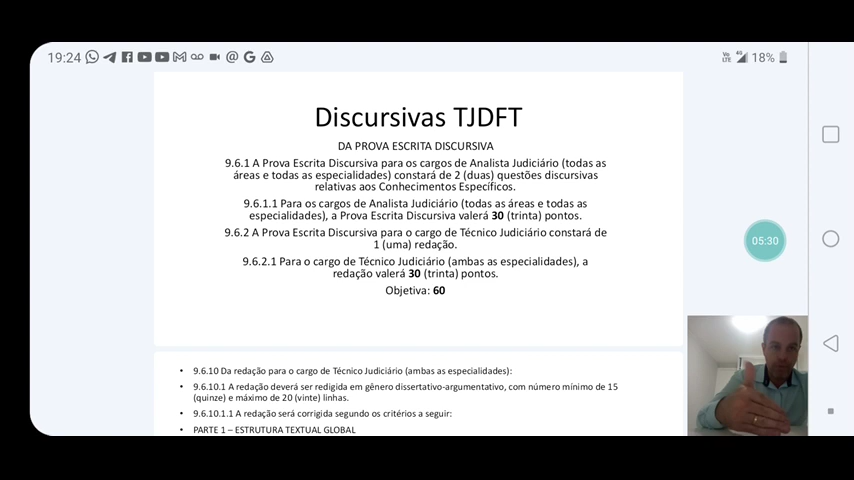 19:24
18%
Discursivas TJDFT
DA PROVA ESCRITA DISCURSIVA
9.6.1 A Prova Escrita Discursiva para os cargos de Analista Judiciário (todas as
áreas e todas as especialidades) constará de 2 (duas) questões discursivas
relativas aos Conhecimentos Específicos.
9.6.1.1 Para os cargos de Analista Judiciário (todas as áreas e todas as
especialidades), a Prova Escrita Discursiva valerá 30 (trinta) pontos.
9.6.2 A Prova Escrita Discursiva para o cargo de Técnico Judiciário constará de
1 (uma) redação.
9.6.2.1 Para o cargo de Técnico Judiciário (ambas as especialidades), a
redação valerá 30 (trinta) pontos.
Objetiva: 60
05:30
• 9.6.10 Da redação para o cargo de Técnico Judiciário (ambas as especialidades):
• 9.6.10.1 A redação deverá ser redigida em gênero dissertativo-argumentativo, com número mínimo de 15
(quinze) e máximo de 20 (vinte) linhas.
• 9.6.10.1.1 A redação será corrigida segundo os critérios a seguir:
• PARTE 1 – ESTRUTURA TEXTUAL GLOBAL